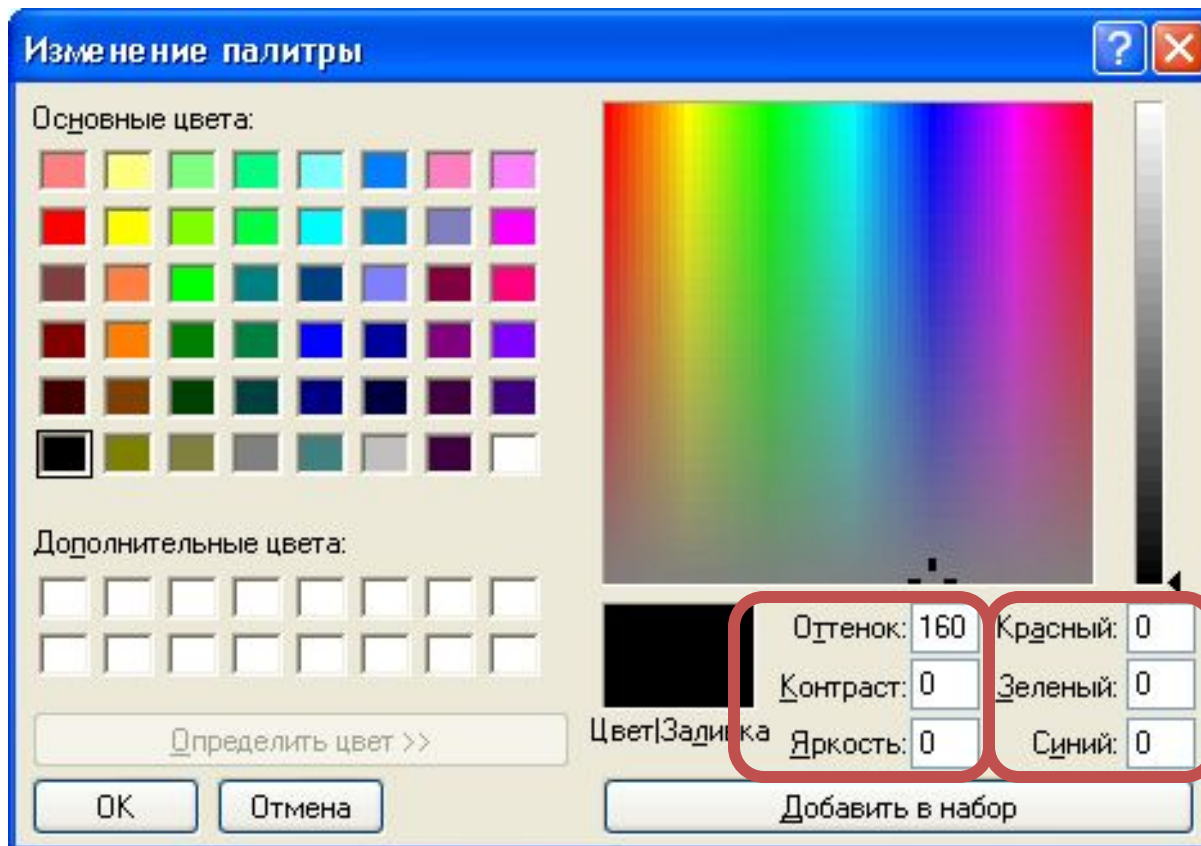 Изменение палитры
Основные цвета:
Дополнительные цвета:
Определить цвет >>
OK Отмена
Цвет|Заливка
Оттенок: 160 Красный: 0
Контраст: 0 Зеленый: 0
Яркость: 0 Синий: 0
Добавить в набор